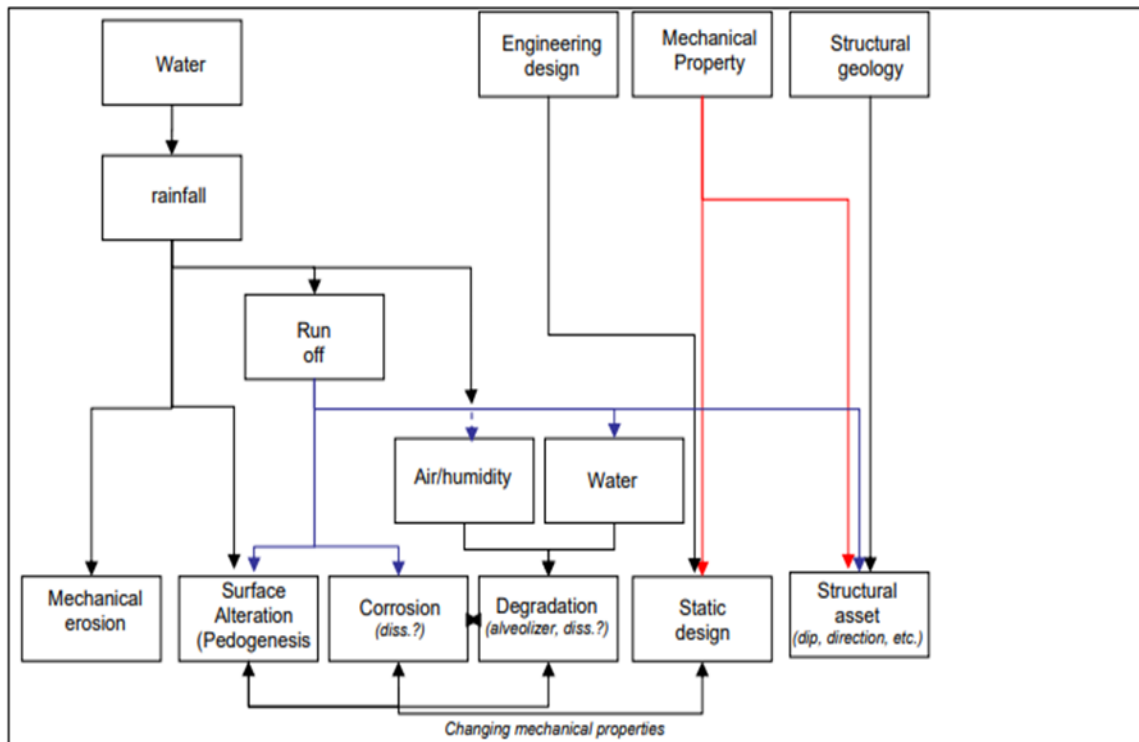 Water
Engineering
design
Mechanical
Property
Structural
geology
rainfall
Run
off
Air/humidity
Water
Mechanical
erosion
Surface
Alteration
(Pedogenesis
Corrosion
(diss.?)
Degradation
(alveolizer, diss.?)
Static
design
Structural
asset
(dip, direction, etc.)
Changing mechanical properties